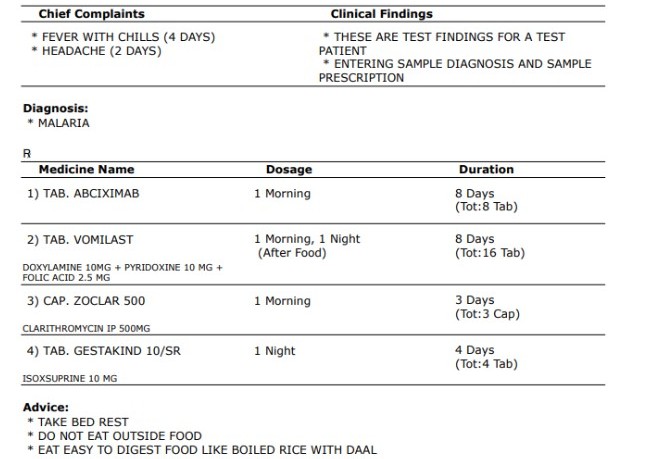 Chief Complaints Clinical Findings
* FEVER WITH CHILLS (4 DAYS) * THESE ARE TEST FINDINGS FOR A TEST
* HEADACHE (2 DAYS) PATIENT
* ENTERING SAMPLE DIAGNOSIS AND SAMPLE
PRESCRIPTION
Diagnosis:
* MALARIA
R
Medicine Name Dosage Duration
1) TAB. ABCIXIMAB 1 Morning 8 Days
(Tot:8 Tab)
2) TAB. VOMILAST 1 Morning, 1 Night 8 Days
(After Food) (Tot:16 Tab)
DOXYLAMINE 10MG + PYRIDOXINE 10 MG +
FOLIC ACID 2.5 MG
3) CAP. ZOCLAR 500 1 Morning 3 Days
(Tot:3 Cap)
CLARITHROMYCIN IP 500MG
4) TAB. GESTAKIND 10/SR 1 Night 4 Days
(Tot:4 Tab)
ISOXSUPRINE 10 MG
Advice:
* TAKE BED REST
* DO NOT EAT OUTSIDE FOOD
* EAT EASY TO DIGEST FOOD LIKE BOILED RICE WITH DAAL